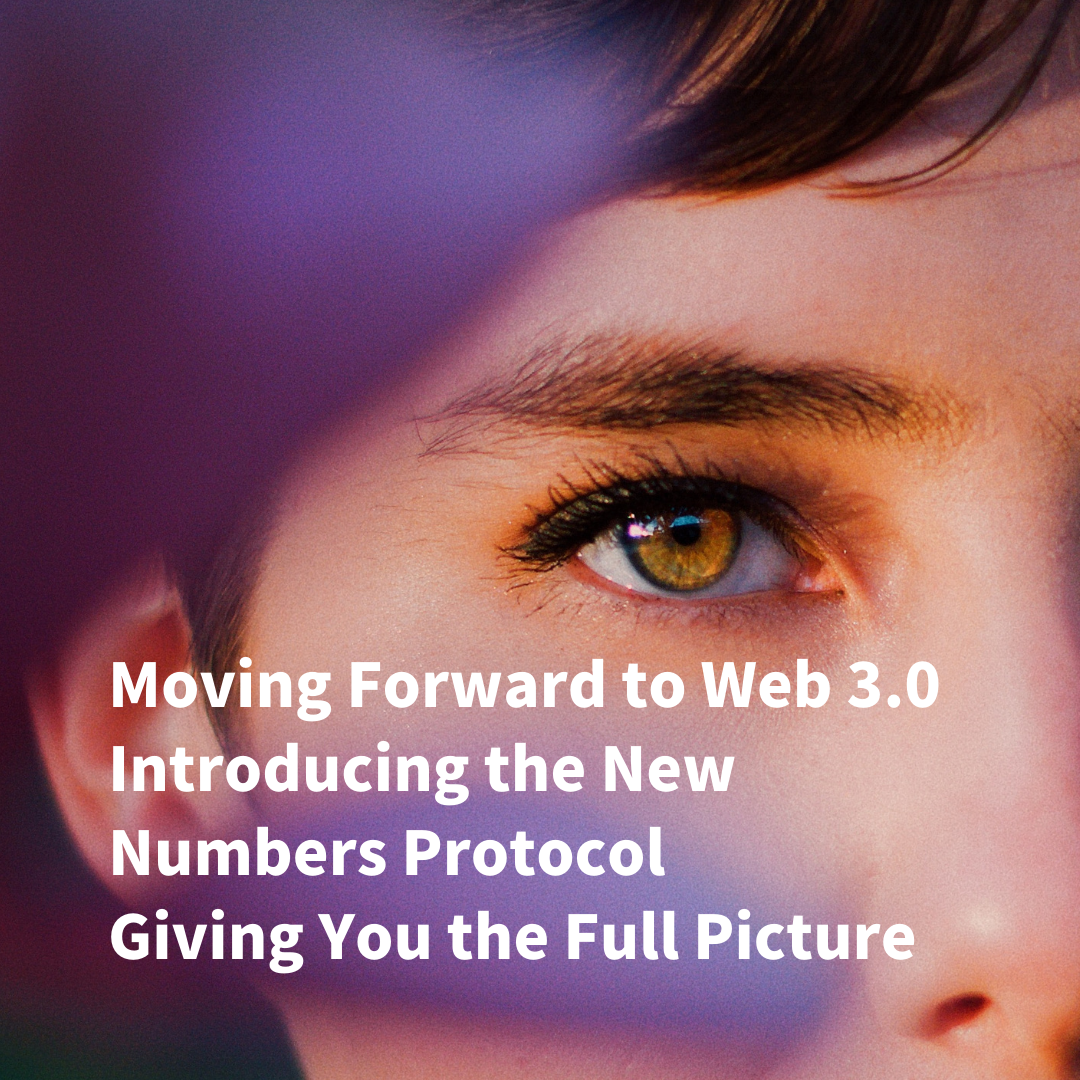 Moving Forward to Web 3.0
Introducing the New
Numbers Protocol
Giving You the Full Picture